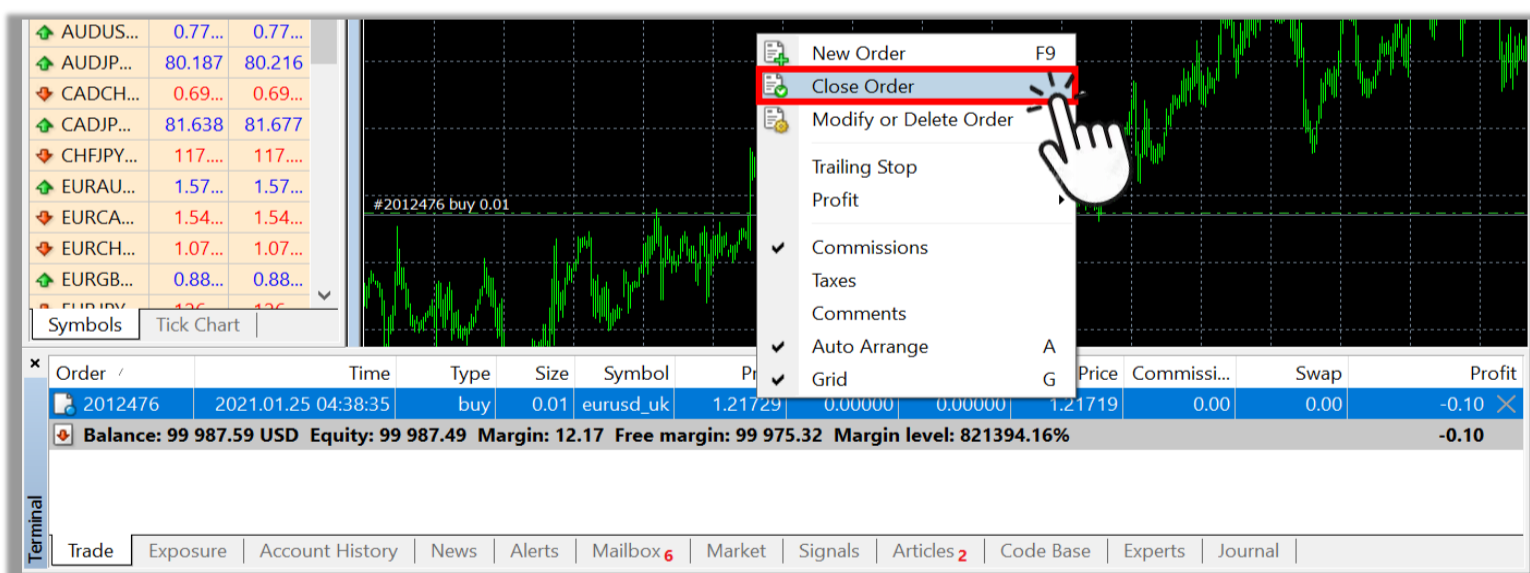 AUDUS... 0.77... 0.77...
AUDJP... 80.187 80.216
CADCH... 0.69... 0.69...
CADJP... 81.638 81.677
CHFJPY... 117.... 117....
EURAU... 1.57... 1.57...
EURCA... 1.54... 1.54...
EURCH... 1.07... 1.07...
EURGB... 0.88... 0.88...
Symbols Tick Chart
#2012476 buy 0.01
New Order F9
Close Order
Modify or Delete Order
Trailing Stop
Profit
Commissions
Taxes
Comments
Auto Arrange A
Grid G
Order Time Type Size Symbol Price Commissi... Swap Profit
2012476 2021.01.25 04:38:35 buy 0.01 eurusd_uk 1.21729 0.00000 0.00000 1.21719 0.00 0.00 -0.10
Balance: 99 987.59 USD Equity: 99 987.49 Margin: 12.17 Free margin: 99 975.32 Margin level: 821394.16% -0.10
Terminal
Trade Exposure Account History News Alerts Mailbox 6 Market Signals Articles 2 Code Base Experts Journal